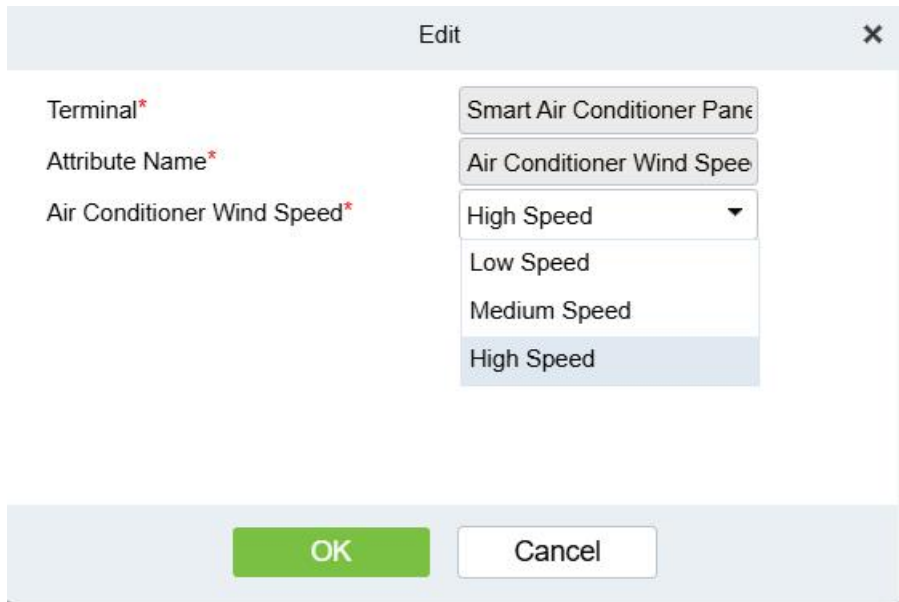 Edit ×
Terminal* Smart Air Conditioner Pane
Attribute Name* Air Conditioner Wind Spee
Air Conditioner Wind Speed* High Speed
Low Speed
Medium Speed
High Speed
OK Cancel